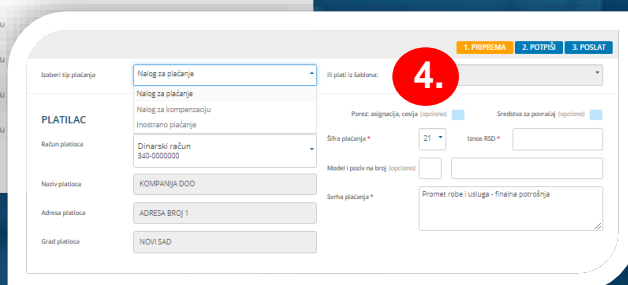 1. PRIPREMA 2. POTPIŠI 3. POSLAT
Izaberi tip plaćanja Nalog za plaćanje ili plati iz šablona: 4.
Nalog za plaćanje
Nalog za kompenzaciju
Inostrano plaćanje
PLATILAC
Porez: asignacija, cesija (opciono) Sredstva za povraćaj (opciono)
Račun platioca Dinarski račun
340-0000000
Šifra plaćanja * 21 Iznos RSD *
Model i poziv na broj (opciono)
Naziv platioca KOMPANIJA DOO
Svrha plaćanja * Promet robe i usluga - finalna potrošnja
Adresa platioca ADRESA BROJ 1
Grad platioca NOVI SAD